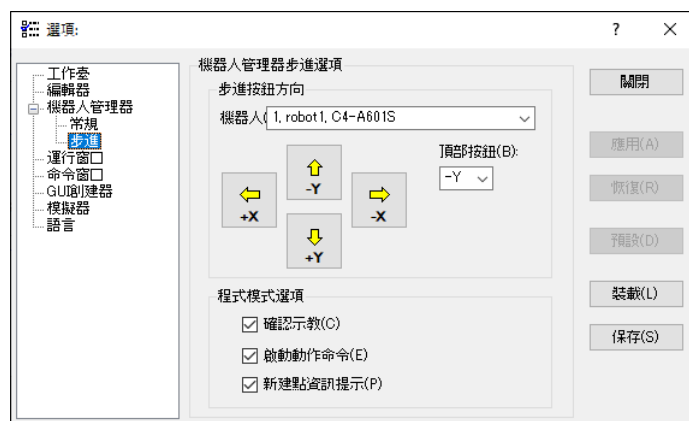 選項:
?
工作臺
編輯器
機器人管理器
常規
步進
運行窗口
命令窗口
GUI創建器
模擬器
語言
機器人管理器步進選項
步進按鈕方向
機器人( 1, robot1, C4-A601S
頂部按鈕(B):
-Y
-Y
+X
-X
+Y
程式模式選項
確認示教(C)
啟動動作命令(E)
新建點資訊提示(P)
關閉
應用(A)
恢復(R)
預設(D)
裝載(L)
保存(S)